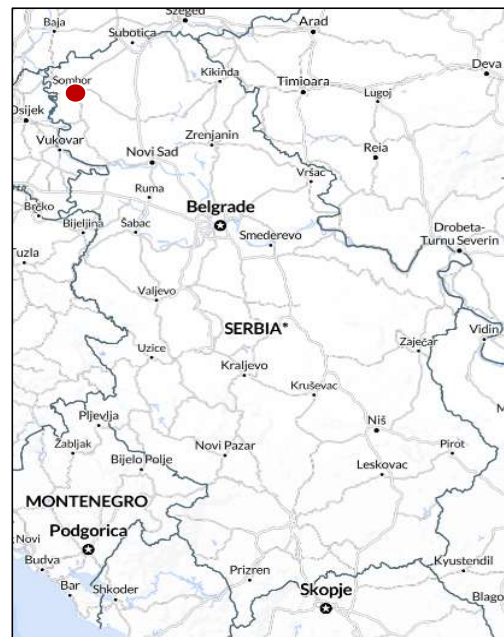 Szeged
Baja
Arad
Subotica
Sombor
Kikinda
Timioara
Lugoj
Deva
Osijek
Vukovar
Novi Sad
Zrenjanin
Reia
Vršac
Ruma
Brčko
Bijeljina
Šabac
Belgrade
Smederevo
Drobeta-
Turnu Severin
Tuzla
Valjevo
SERBIA*
Zaječar
Vidin
Uzice
Kraljevo
Kruševac
Pljevlja
Niš
Žabljak
Bijelo Polje
Novi Pazar
Pirot
Leskovac
MONTENEGRO
Podgorica
Novi
Budva
Bar
Shkoder
Prizren
Skopje
Kyustendil
Blago